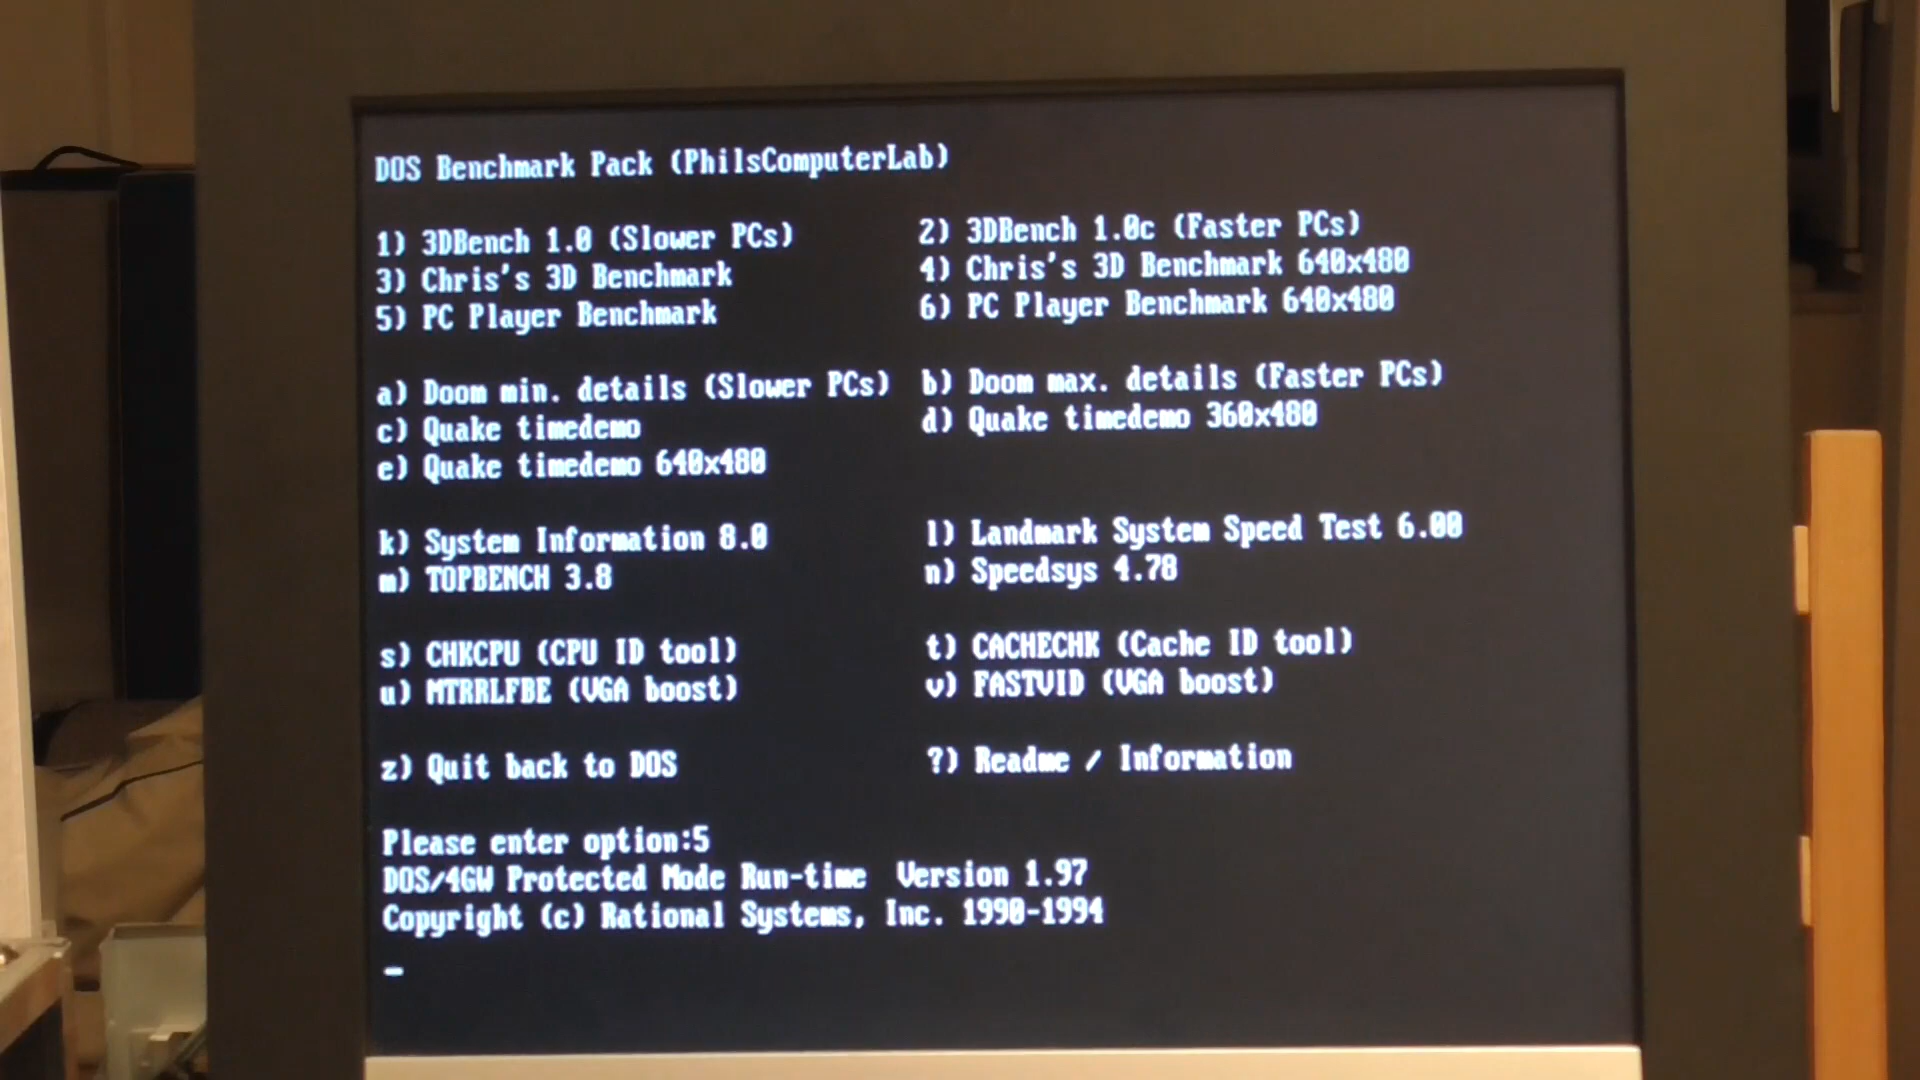 DOS Benchmark Pack (PhilsComputerLab)
1) 3DBench 1.0 (Slower PCs) 2) 3DBench 1.0c (Faster PCs)
3) Chris's 3D Benchmark 4) Chris's 3D Benchmark 640x480
5) PC Player Benchmark 6) PC Player Benchmark 640x480
a) Doom min. details (Slower PCs) b) Doom max. details (Faster PCs)
c) Quake timedemo d) Quake timedemo 360x480
e) Quake timedemo 640x480
k) System Information 8.0 l) Landmark System Speed Test 6.00
m) TOPBENCH 3.8 n) Speedsys 4.78
s) CHKCPU (CPU ID tool) t) CACHECHK (Cache ID tool)
u) MTRRLFBE (VGA boost) v) FASTVID (VGA boost)
z) Quit back to DOS ?) Readme / Information
Please enter option:5
DOS/4GW Protected Mode Run-time Version 1.97
Copyright (c) Rational Systems, Inc. 1990-1994